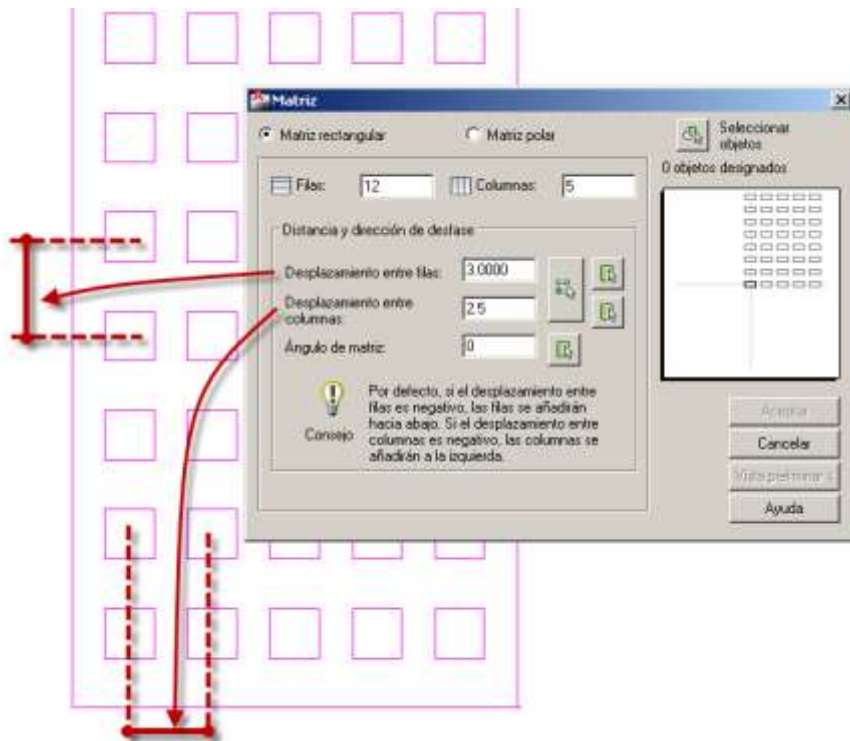 Matriz
Matriz rectangular
Matriz polar
Seleccionar
objetos
0 objetos designados
Filas:
12
Columnas:
5
Distancia y dirección de desfase
Desplazamiento entre filas:
3.0000
Desplazamiento entre
columnas:
2.5
Ángulo de matriz:
0
Consejo
Por defecto, si el desplazamiento entre
filas es negativo, las filas se añadirán
hacia abajo. Si el desplazamiento entre
columnas es negativo, las columnas se
añadirán a la izquierda.
Aceptar
Cancelar
Vista preliminar <
Ayuda